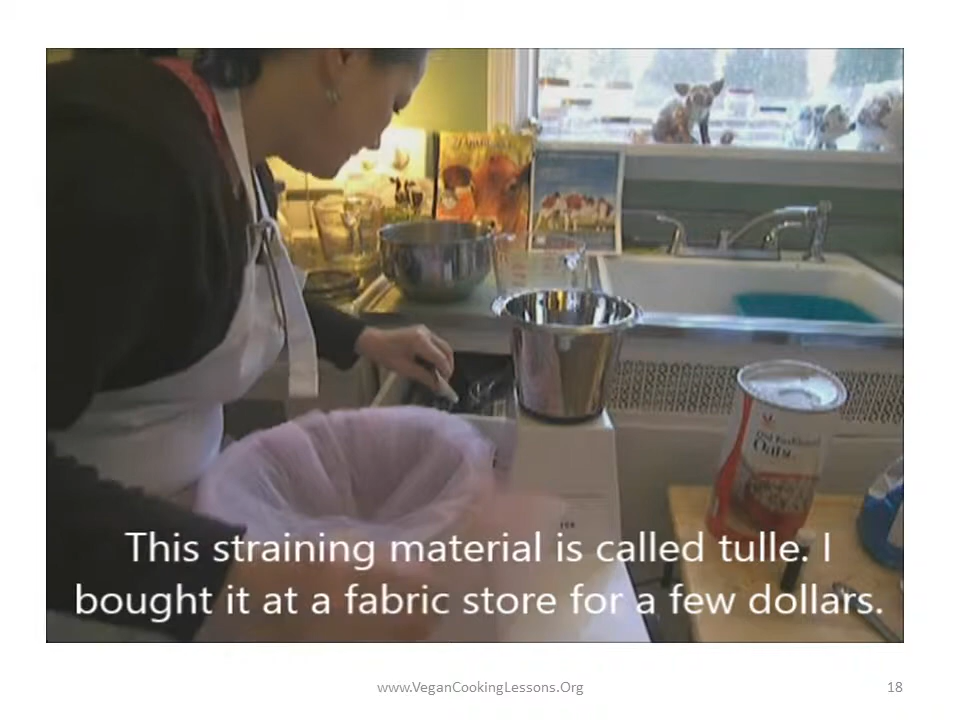 Old Fashioned
Oats
This straining material is called tulle. I
bought it at a fabric store for a few dollars.
www.VeganCookingLessons.Org
18